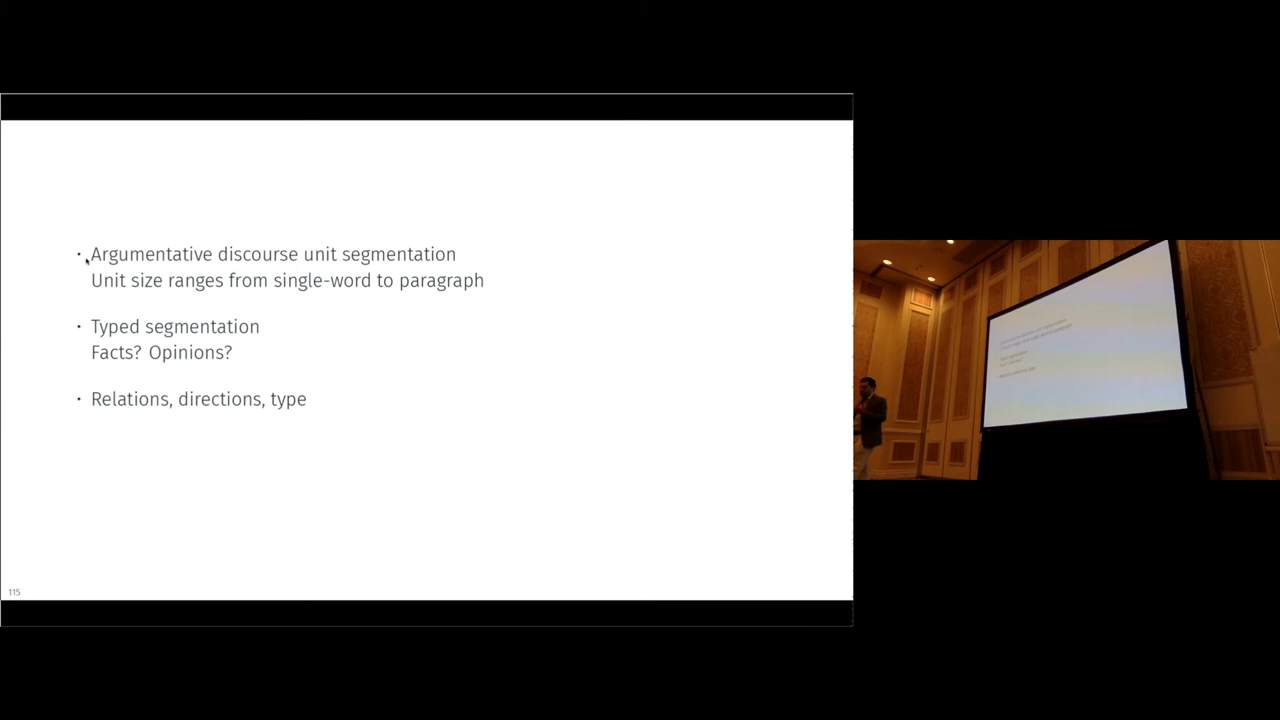 · Argumentative discourse unit segmentation
Unit size ranges from single-word to paragraph
· Typed segmentation
Facts? Opinions?
· Relations, directions, type
115